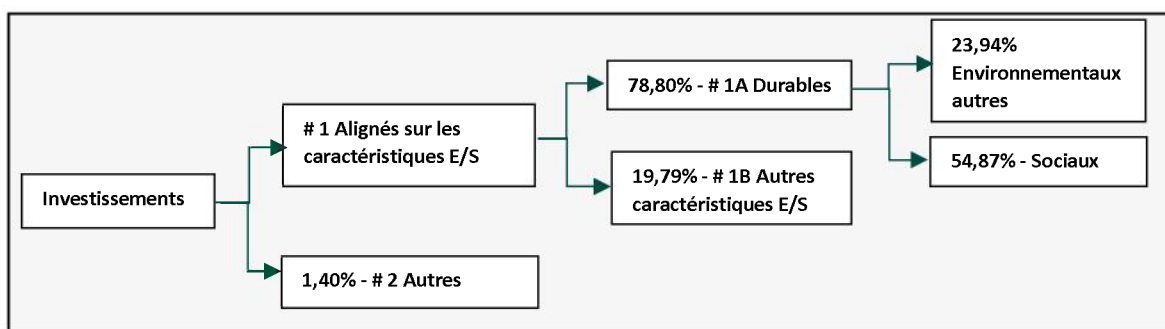 Investissements
# 1 Alignés sur les
caractéristiques E/S
1,40% - # 2 Autres
78,80% - # 1A Durables
19,79% - # 1B Autres
caractéristiques E/S
23,94%
Environnementaux
autres
54,87% - Sociaux